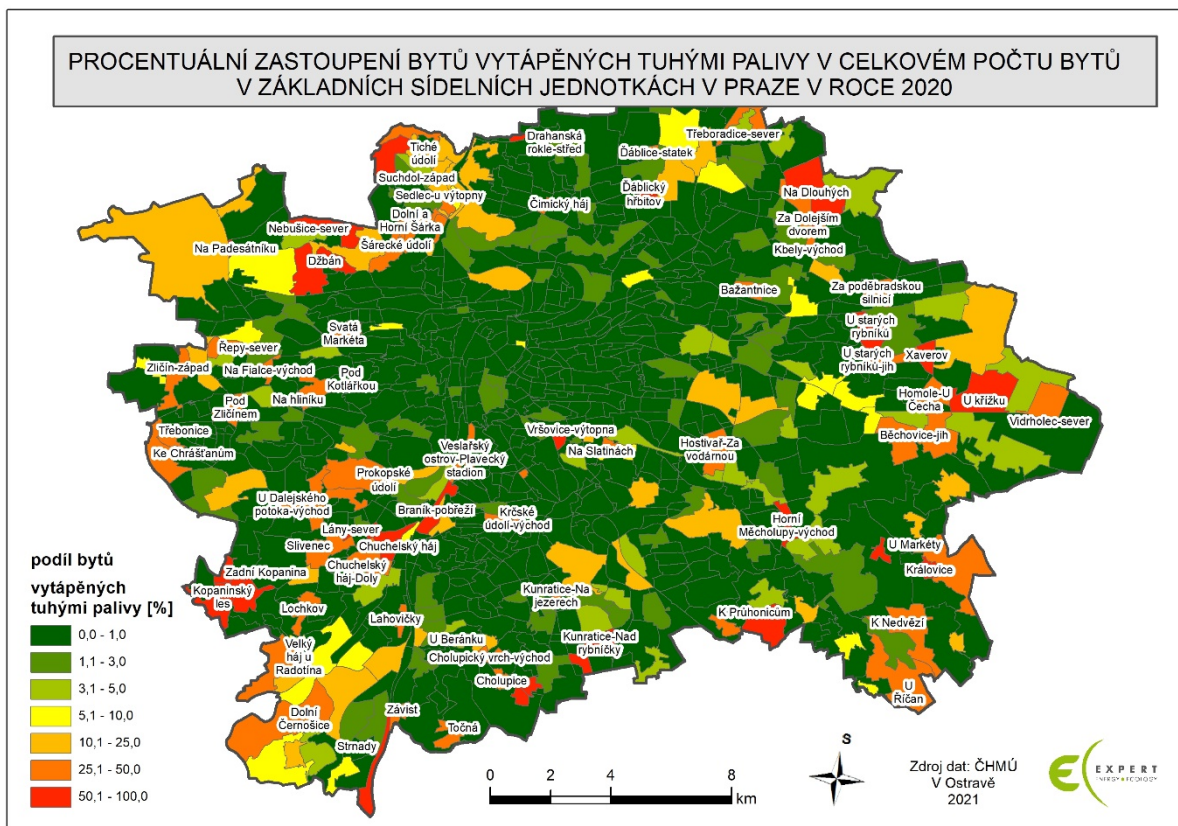 PROCENTUÁLNÍ ZASTOUPENÍ BYTŮ VYTÁPĚNÝCH TUHÝMI PALIVY V CELKOVÉM POČTU BYTŮ
V ZÁKLADNÍCH SÍDELNÍCH JEDNOTKÁCH V PRAZE V ROCE 2020
Tiché
údolí
Suchdol-západ
Sedlec-u výtopny
Dolní a
Horní Šárka
Nebušice-sever
Šárecké údolí
Na Padesátníku
Džbán
Drahanská
rokle-střed
Čimický háj
Ďáblice-statek
Ďáblický
hřbitov
Třeboradice-sever
Na Dlouhých
Za Dolejším
dvorem
Kbely-východ
Bažantnice
Za poděbradskou
silnicí
U starých
rybníků
U starých
rybníků-jih
Xaverov
Homole-U
Čecha
U křížku
Vidrholec-sever
Běchovice-jih
Svatá
Markéta
Řepy-sever
Zličín-západ
Na Fialce-východ
Pod
Kotlářkou
Pod
Zličínem
Na hliníku
Třebonice
Ke Chrášťanům
Veslařský
ostrov-Plavecký
stadion
Vršovice-výtopna
Na Slatinách
Hostivař-Za
vodárnou
Prokopské
údolí
U Dalejského
potoka-východ
Braník-pobřeží
Krčské
údolí-východ
Lány-sever
Slivenec
Chuchelský háj
Chuchelský
háj-Doly
Horní
Měcholupy-východ
U Markéty
Královice
Zadní Kopanina
Kopaninský
les
Lochkov
Lahovičky
Kunratice-Na
jezerech
K Průhonicům
K Nedvězí
U Beránku
Kunratice-Nad
rybníčky
Cholupický vrch-východ
Velký
háj u
Radotína
Cholupice
U
Říčan
Dolní
Černošice
Závist
Točná
Strnady
podíl bytů
vytápěných
tuhými palivy [%]
0,0 - 1,0
1,1 - 3,0
3,1 - 5,0
5,1 - 10,0
10,1 - 25,0
25,1 - 50,0
50,1 - 100,0
0 2 4 8
km
S
Zdroj dat: ČHMÚ
V Ostravě
2021
EXPERT
ENERGY ECOLOGY